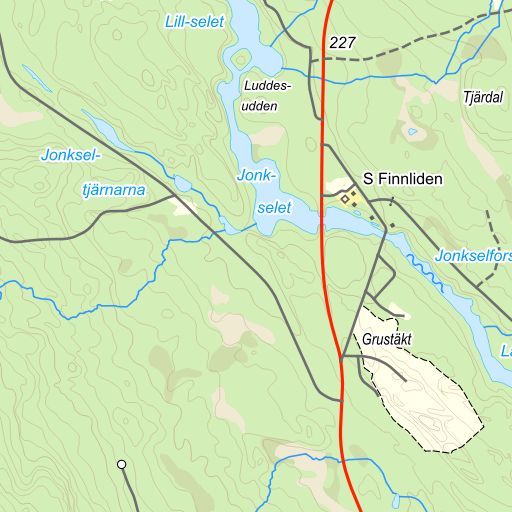 Lill-selet
227
Luddes-
udden
Tjärdal
Jonksel-
tjärnarna
Jonk-
selet
S Finnliden
Jonkselfors
Grustäkt